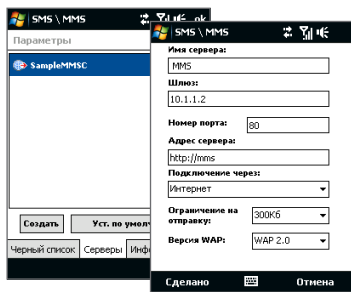 SMS \ MMS
ok
Параметры
SampleMMSC
Создать
Уст. по
Черный список
Серверы
SMS \ MMS
Имя сервера:
MMS
Шлюз:
10.1.1.2
Номер порта:
80
Адрес сервера:
http://mms
Подключение через:
Интернет
Ограничение на
отправку:
300Кб
Версия WAP:
WAP 2.0
Сделано
Отмена